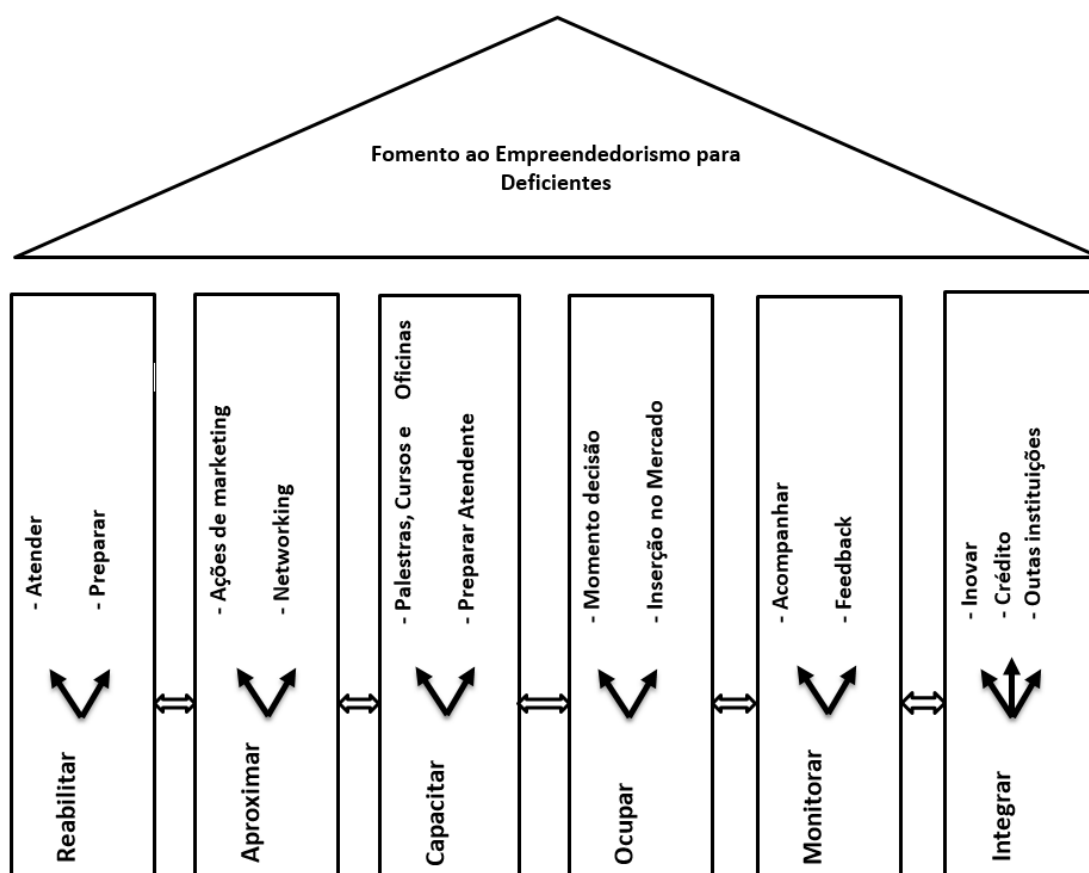 Fomento ao Empreendedorismo para
Deficientes
Reabilitar
- Atender
- Preparar
Aproximar
- Ações de marketing
- Networking
Capacitar
- Palestras, Cursos e Oficinas
- Preparar Atendente
Ocupar
- Momento decisão
- Inserção no Mercado
Monitorar
- Acompanhar
- Feedback
Integrar
- Inovar
- Crédito
- Outas instituições